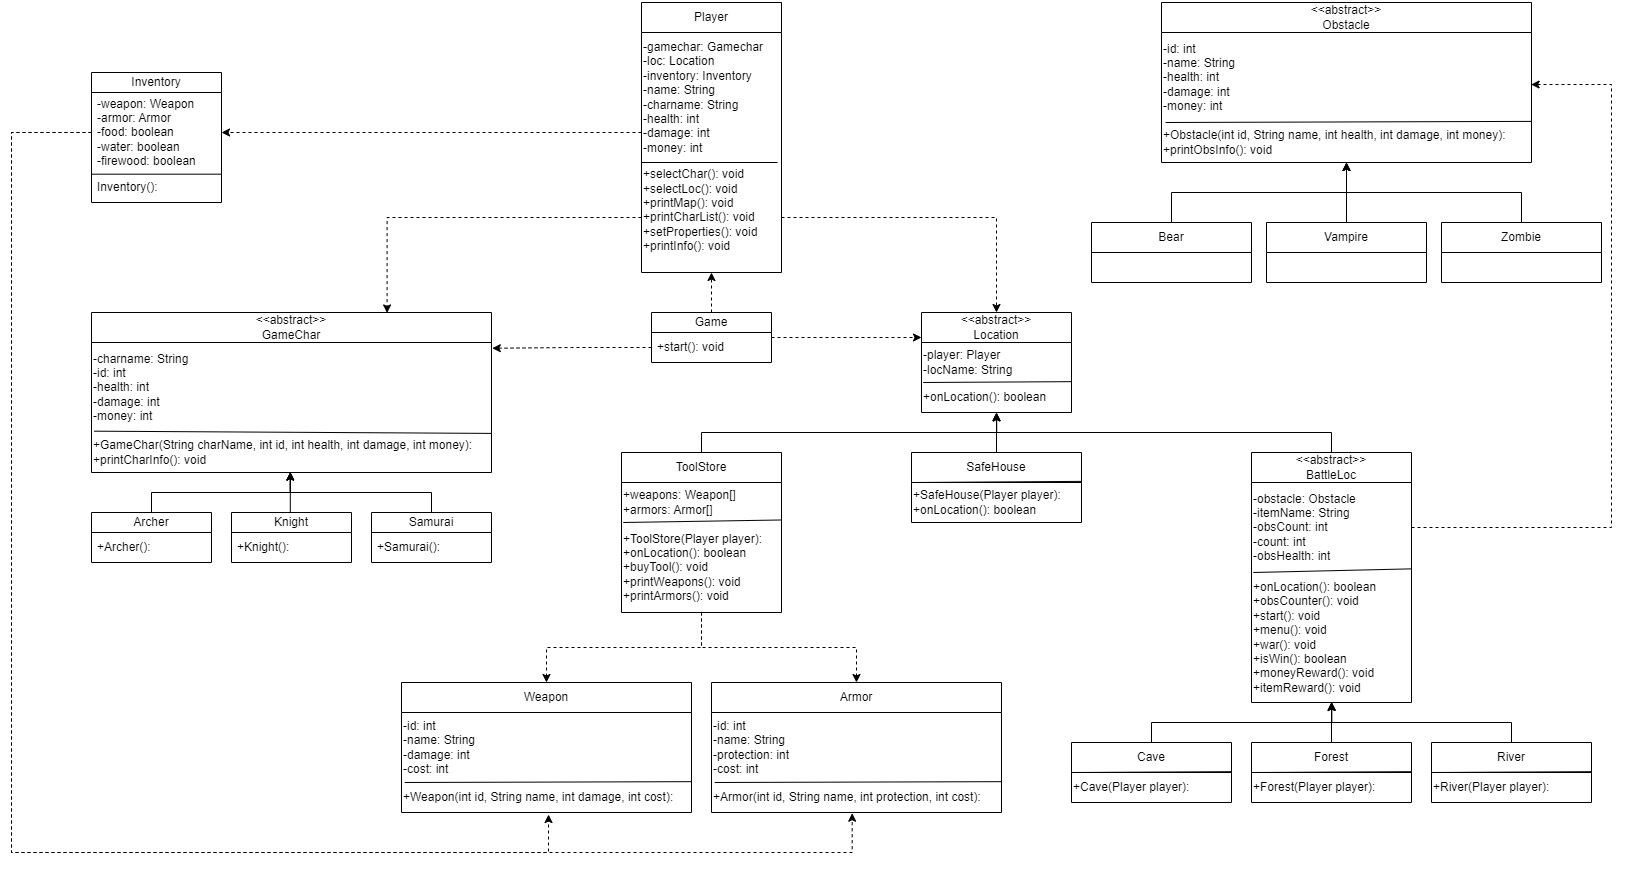 Player
-gamechar: Gamechar
-loc: Location
-inventory: Inventory
-name: String
-charname: String
-health: int
-damage: int
-money: int
+selectChar(): void
+selectLoc(): void
+printMap(): void
+printCharList(): void
+setProperties(): void
+printInfo(): void
<<abstract>>
Obstacle
-id: int
-name: String
-health: int
-damage: int
-money: int
+Obstacle(int id, String name, int health, int damage, int money):
+printObsInfo(): void
Inventory
-weapon: Weapon
-armor: Armor
-food: boolean
-water: boolean
-firewood: boolean
Inventory():
Bear
Vampire
Zombie
<<abstract>>
GameChar
-charname: String
-id: int
-health: int
-damage: int
-money: int
+GameChar(String charName, int id, int health, int damage, int money):
+printCharInfo(): void
Game
+start(): void
<<abstract>>
Location
-player: Player
-locName: String
+onLocation(): boolean
Archer
+Archer():
Knight
+Knight():
Samurai
+Samurai():
ToolStore
+weapons: Weapon[]
+armors: Armor[]
+ToolStore(Player player):
+onLocation(): boolean
+buyTool(): void
+printWeapons(): void
+printArmors(): void
SafeHouse
+SafeHouse(Player player):
+onLocation(): boolean
<<abstract>>
BattleLoc
-obstacle: Obstacle
-itemName: String
-obsCount: int
-count: int
-obsHealth: int
+onLocation(): boolean
+obsCounter(): void
+start(): void
+menu(): void
+war(): void
+isWin(): boolean
+moneyReward(): void
+itemReward(): void
Weapon
-id: int
-name: String
-damage: int
-cost: int
+Weapon(int id, String name, int damage, int cost):
Armor
-id: int
-name: String
-protection: int
-cost: int
+Armor(int id, String name, int protection, int cost):
Cave
+Cave(Player player):
Forest
+Forest(Player player):
River
+River(Player player):